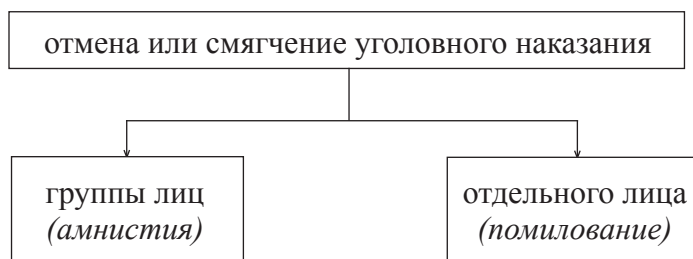 отмена или смягчение уголовного наказания
группы лиц
(амнистия)
отдельного лица
(помилование)